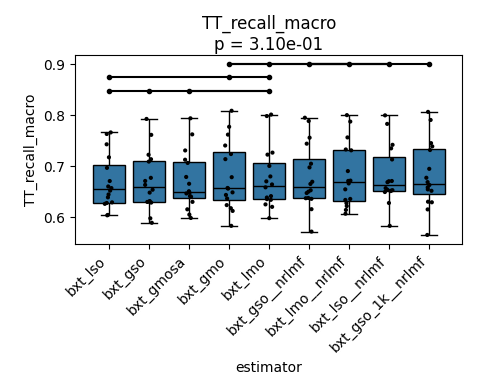 TT_recall_macro
p = 3.10e-01
TT_recall_macro
0.9
0.8
0.7
0.6
bxt_lso
bxt_gso
bxt_gmosa
bxt_gmo
bxt_lmo
bxt_gso__nrlmf
bxt_lmo__nrlmf
bxt_lso__nrlmf
bxt_gso_1k__nrlmf
estimator